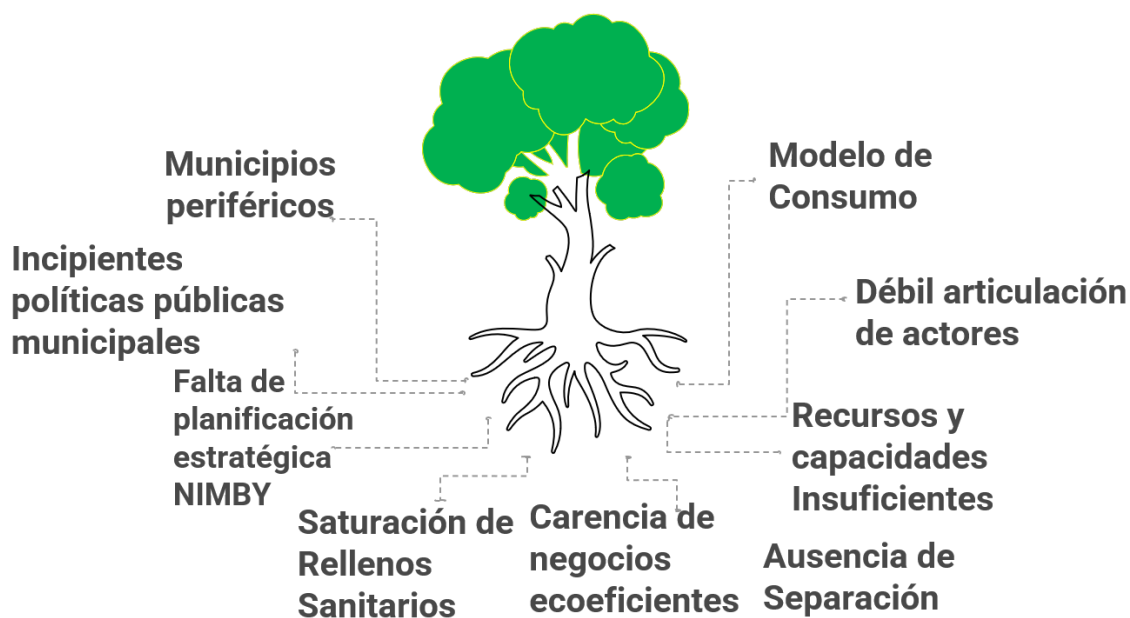 Municipios
periféricos
Incipientes
políticas públicas
municipales
Falta de
planificación
estratégica
NIMBY
Saturación de
Rellenos
Sanitarios
Carencia de
negocios
ecoeficientes
Modelo de
Consumo
Débil articulación
de actores
Recursos y
capacidades
Insuficientes
Ausencia de
Separación